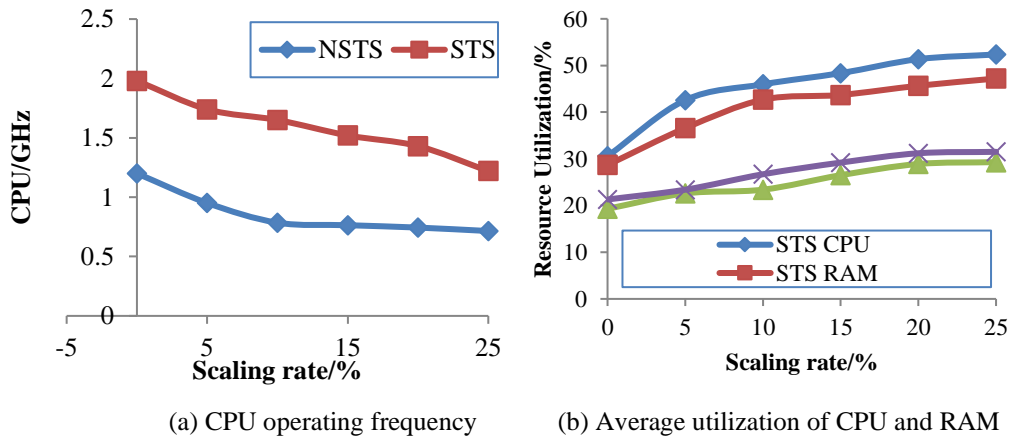 2.5
2
1.5
1
0.5
0
-5 5 15 25
CPU/GHz
Scaling rate/%
NSTS STS
(a) CPU operating frequency
60
50
40
30
20
10
0
0 5 10 15 20 25
Resource Utilization/%
Scaling rate/%
STS CPU
STS RAM
(b) Average utilization of CPU and RAM